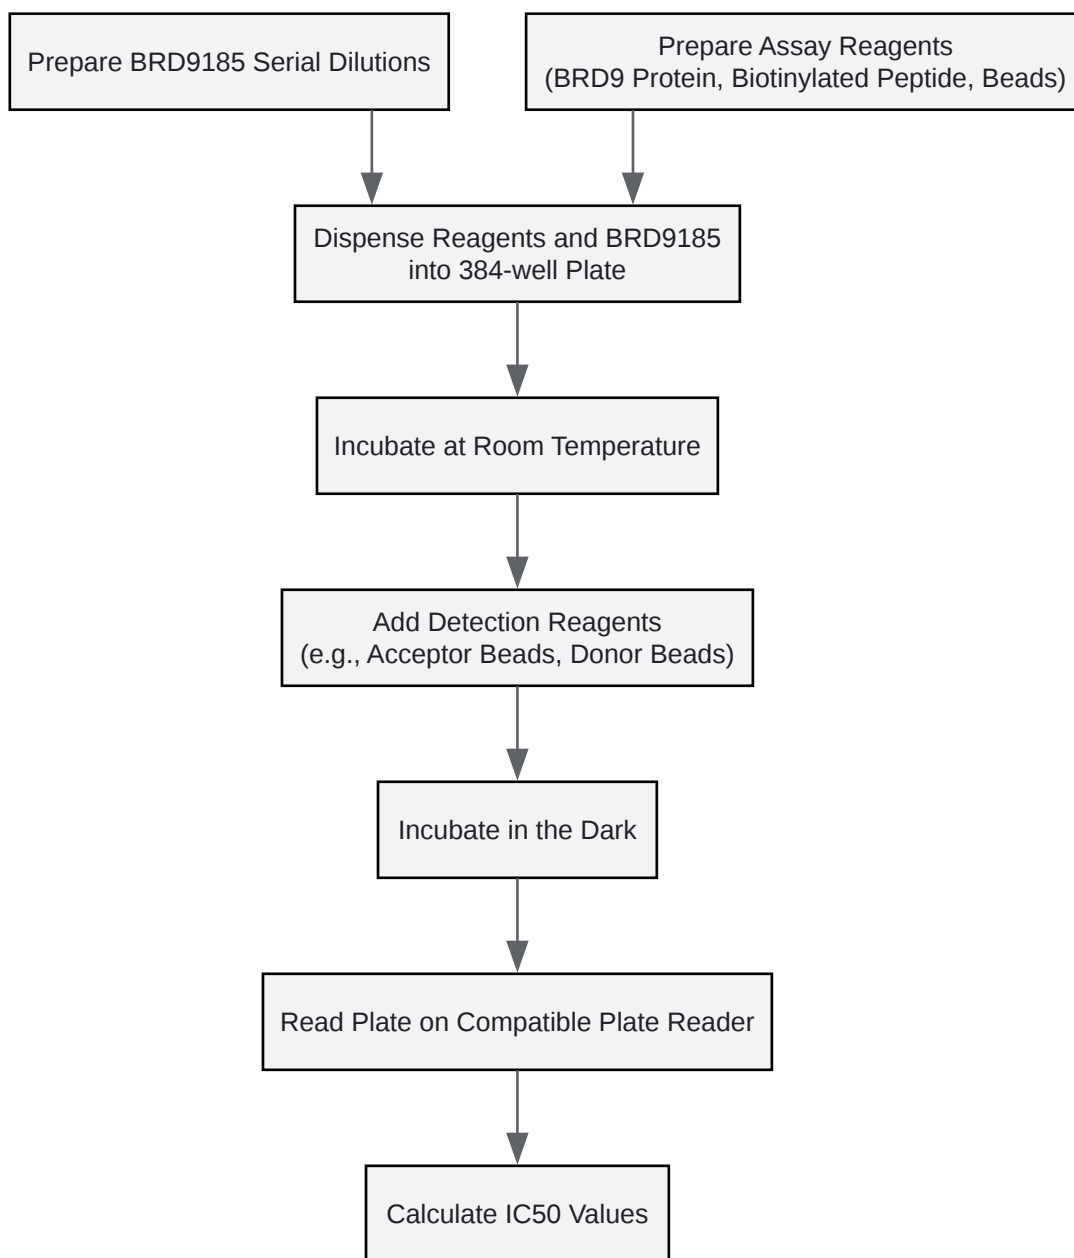 Prepare BRD9185 Serial Dilutions
Prepare Assay Reagents
(BRD9 Protein, Biotinylated Peptide, Beads)
Dispense Reagents and BRD9185
into 384-well Plate
Incubate at Room Temperature
Add Detection Reagents
(e.g., Acceptor Beads, Donor Beads)
Incubate in the Dark
Read Plate on Compatible Plate Reader
Calculate IC50 Values